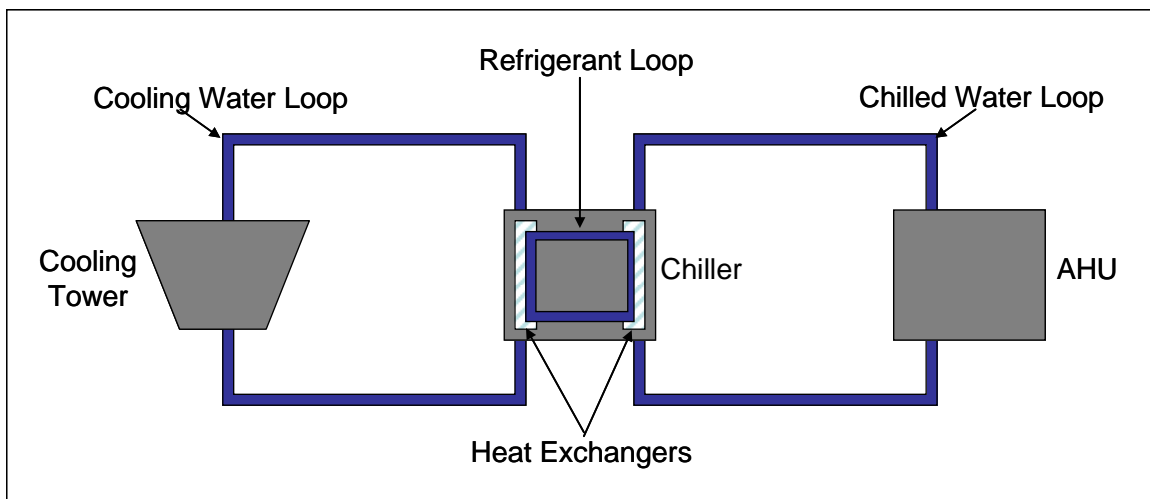 Refrigerant Loop
Cooling Water Loop
Chilled Water Loop
Cooling
Tower
Chiller
AHU
Heat Exchangers